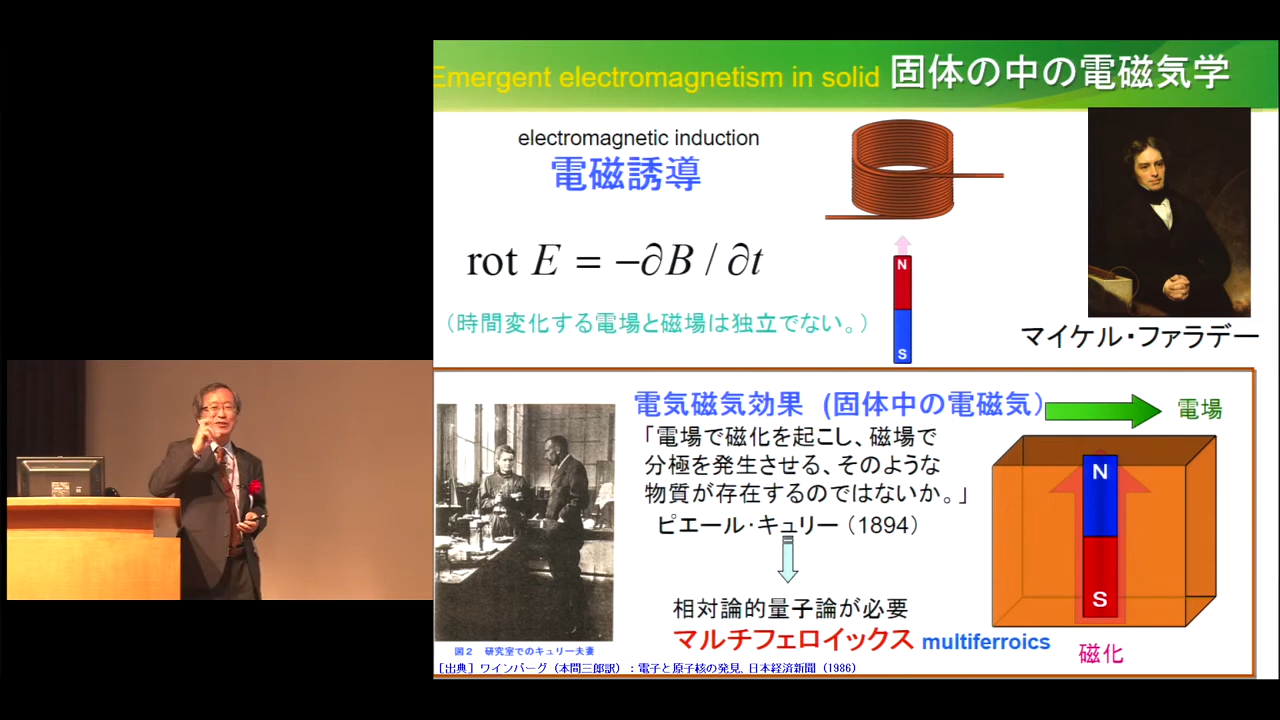 Emergent electromagnetism in solid 固体の中の電磁気学
electromagnetic induction
電磁誘導
rot E = −∂B / ∂t
（時間変化する電場と磁場は独立でない。）
N
S
マイケル・ファラデー
電気磁気効果 (固体中の電磁気)
電場
「電場で磁化を起こし、磁場で
分極を発生させる、そのような
物質が存在するのではないか。」
ピエール・キュリー（1894）
相対論的量子論が必要
マルチフェロイックス multiferroics
N
S
磁化
図２ 研究室でのキュリー夫妻
［出典］ワインバーグ（本間三郎訳）：電子と原子核の発見、日本経済新聞（1986）